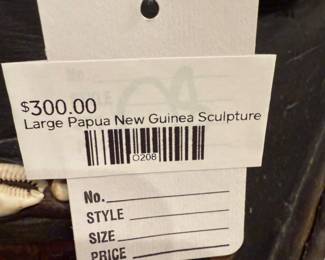 $300.00
Large Papua New Guinea Sculpture
O208
No.
STYLE
SIZE
PRICE